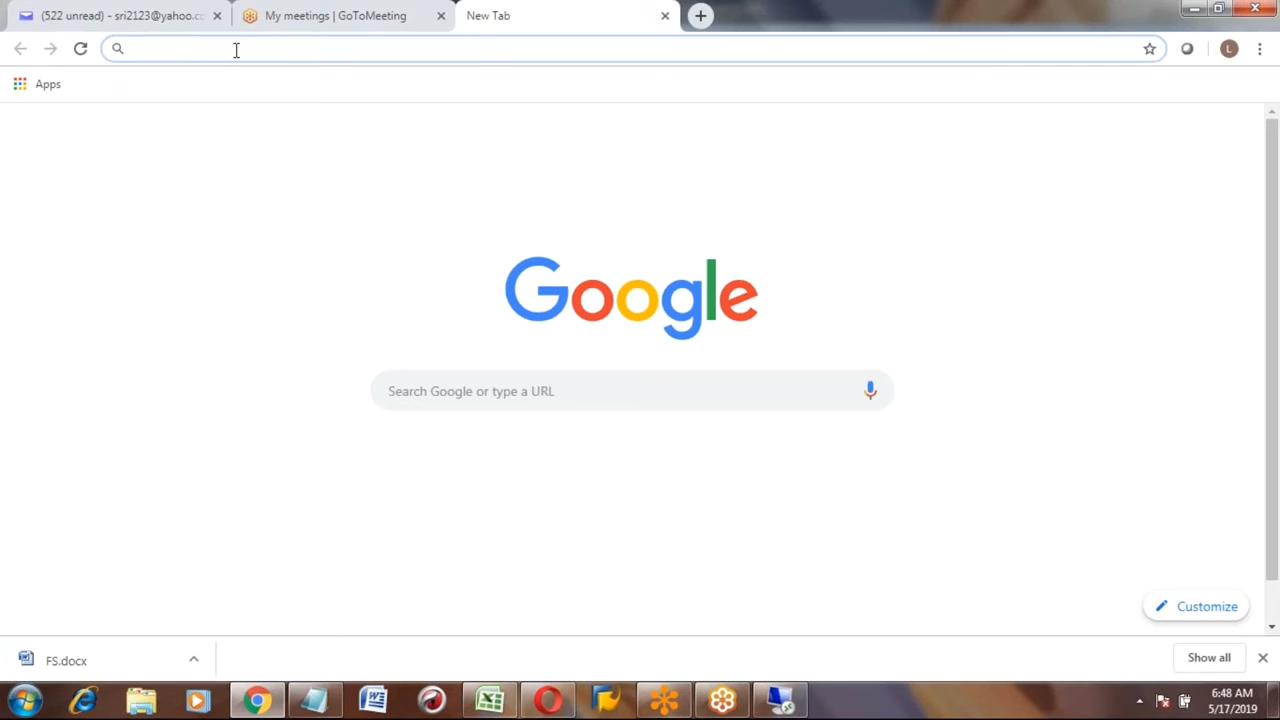 (522 unread) - sri2123@yahoo.cc
My meetings | GoToMeeting
New Tab
L
Apps
Google
Search Google or type a URL
Customize
FS.docx
Show all
6:48 AM
5/17/2019